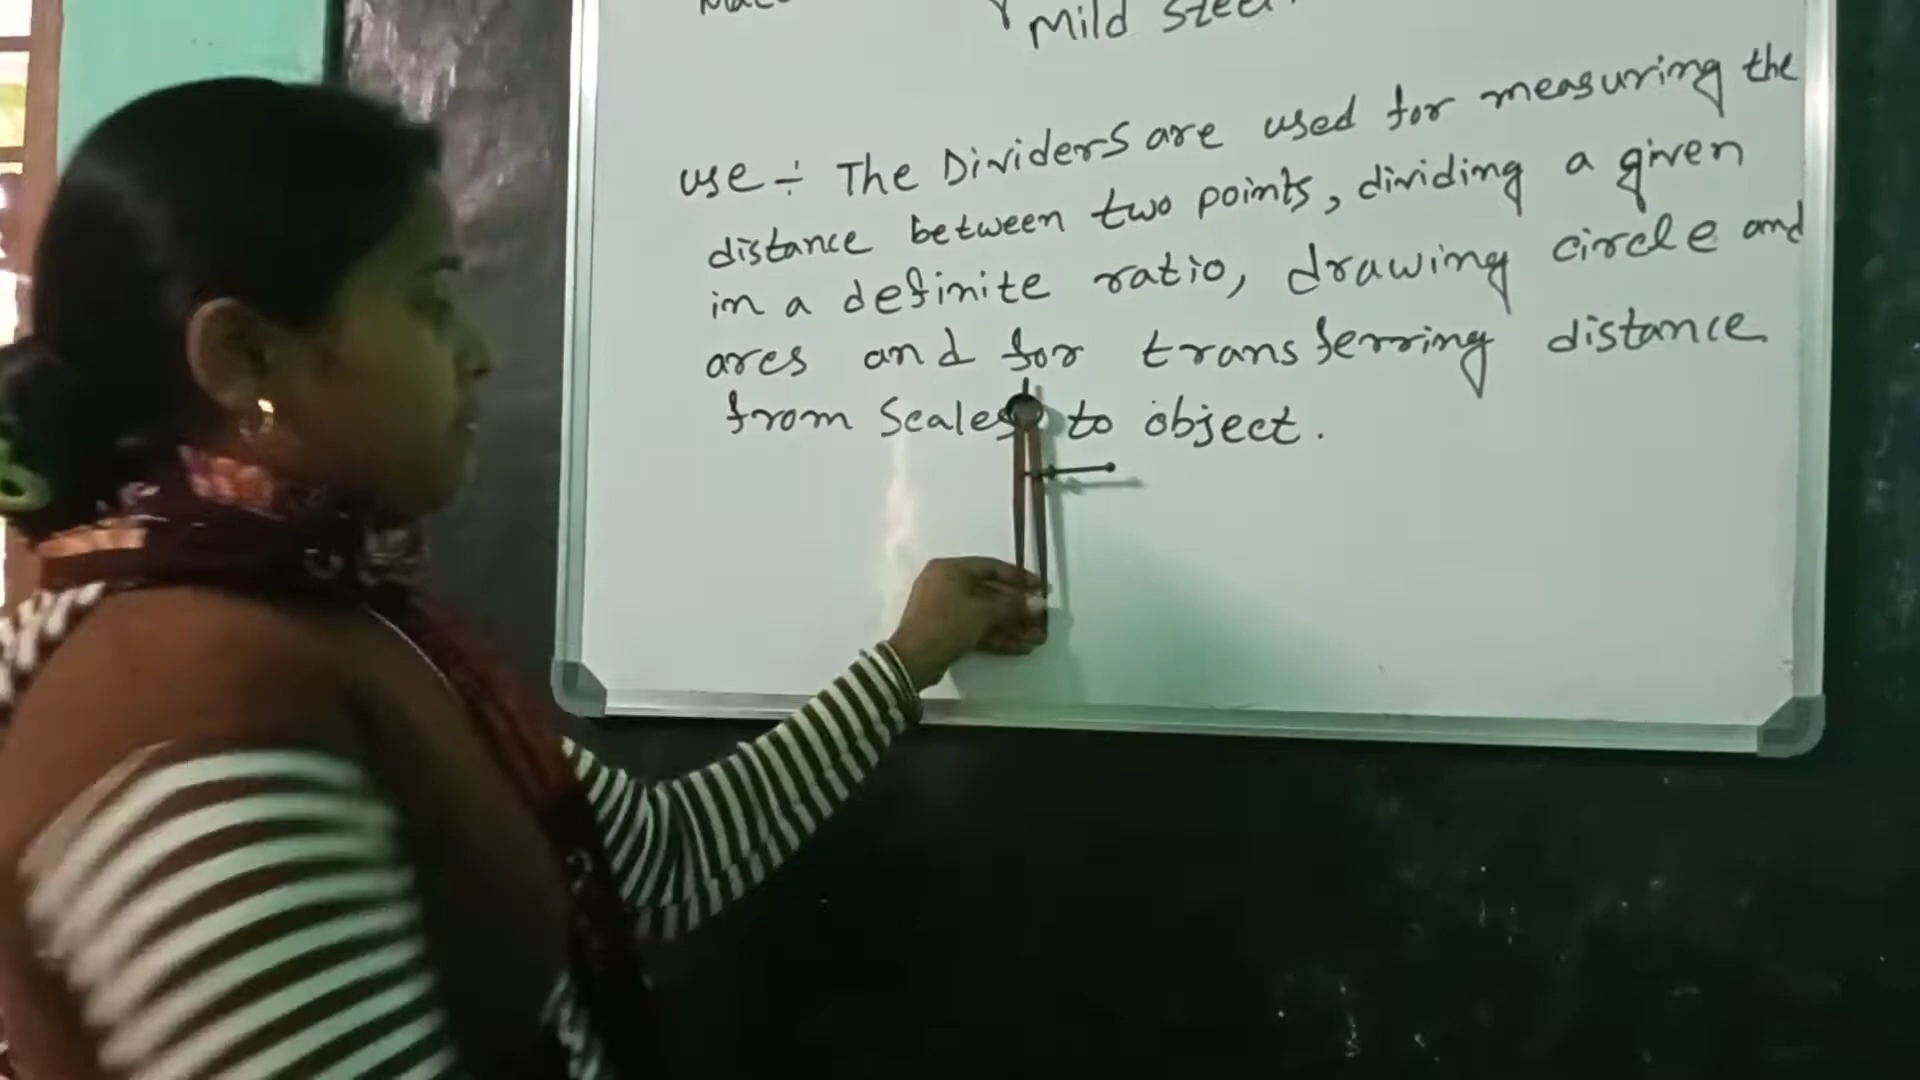 Mild Steel
use ÷ The Dividers are used for measuring the
distance between two points, dividing a given
in a definite ratio, drawing circle and
arcs and for transferring distance
from Scales to object.